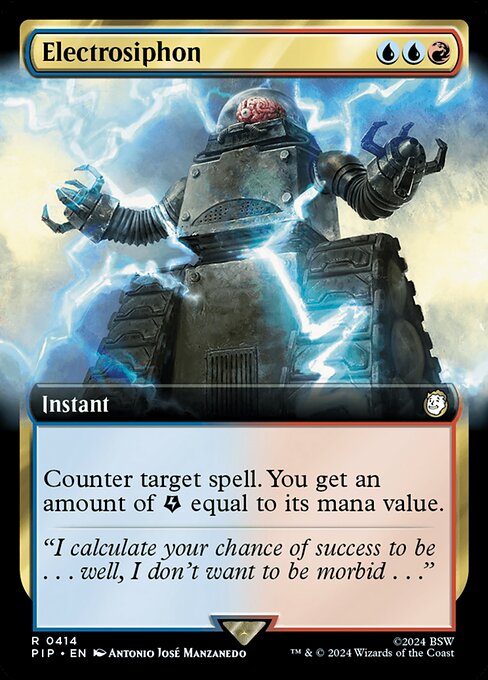 Electrosiphon
Instant
Counter target spell. You get an
amount of equal to its mana value.
“I calculate your chance of success to be
. . . well, I don’t want to be morbid . . .”
R 0414
©2024 BSW
PIP • EN Antonio José Manzanedo
™ & © 2024 Wizards of the Coast